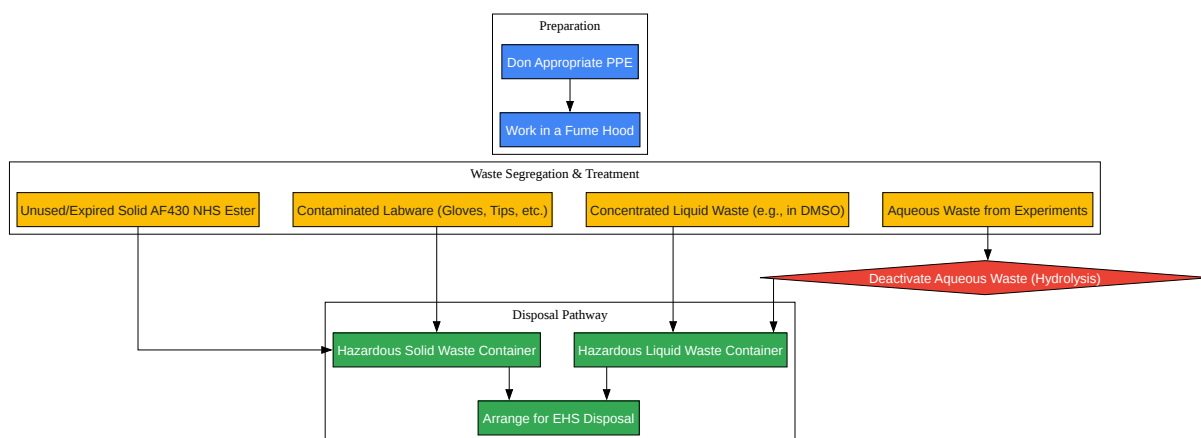 Preparation
Don Appropriate PPE
Work in a Fume Hood
Waste Segregation & Treatment
Unused/Expired Solid AF430 NHS Ester
Contaminated Labware (Gloves, Tips, etc.)
Concentrated Liquid Waste (e.g., in DMSO)
Aqueous Waste from Experiments
Deactivate Aqueous Waste (Hydrolysis)
Disposal Pathway
Hazardous Solid Waste Container
Hazardous Liquid Waste Container
Arrange for EHS Disposal